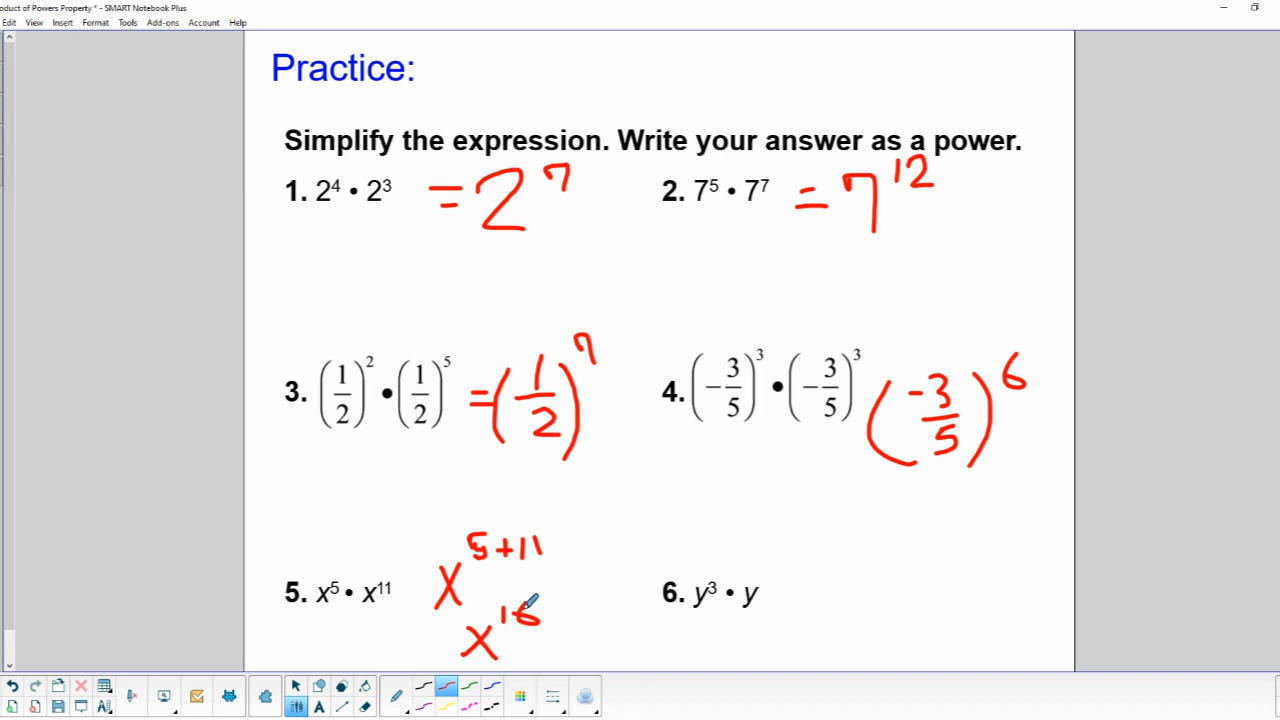 oduct of Powers Property * - SMART Notebook Plus
Edit View Insert Format Tools Add-ons Account Help
Practice:
Simplify the expression. Write your answer as a power.
1. 2⁴ • 2³ = 2⁷
2. 7⁵ • 7⁷ = 7¹²
3. (1/2)² • (1/2)⁵ = (1/2)⁷
4. (-3/5)³ • (-3/5)³ (-3/5)⁶
5. x⁵ • x¹¹ x⁵⁺¹¹
x¹⁶
6. y³ • y